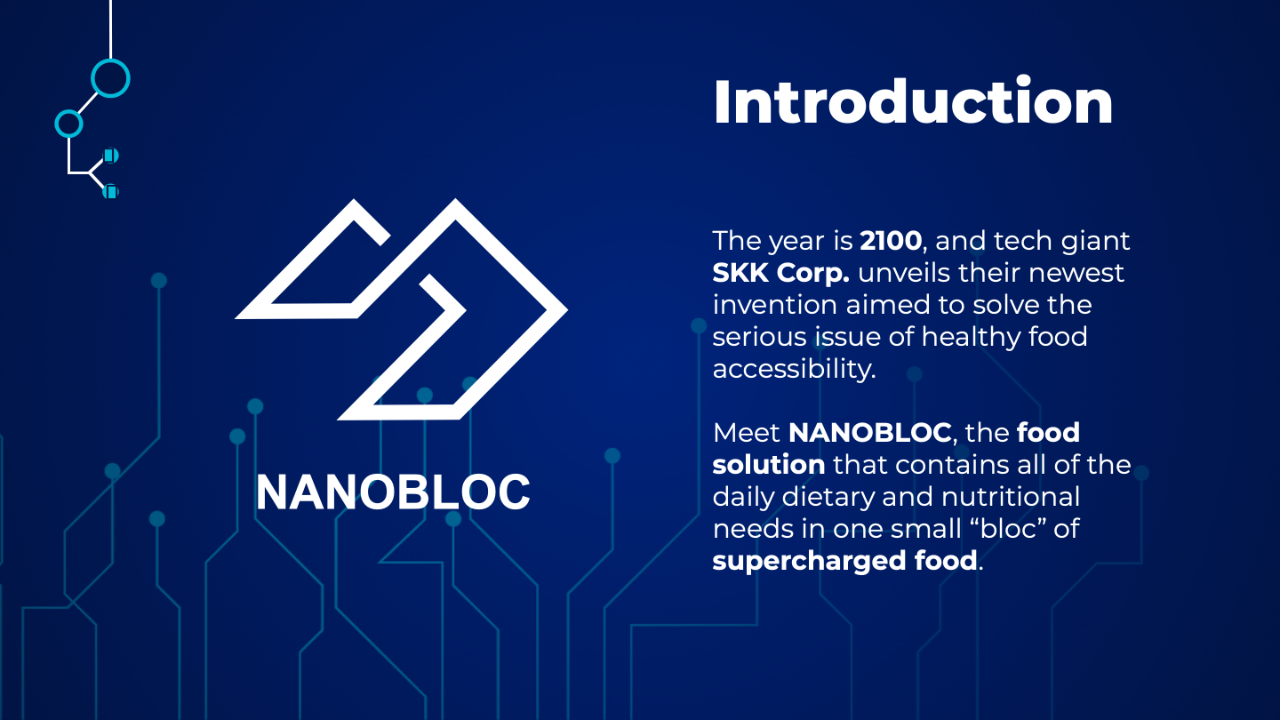 Introduction
The year is 2100, and tech giant
SKK Corp. unveils their newest
invention aimed to solve the
serious issue of healthy food
accessibility.
Meet NANOBLOC, the food
solution that contains all of the
daily dietary and nutritional
needs in one small “bloc” of
supercharged food.
NANOBLOC